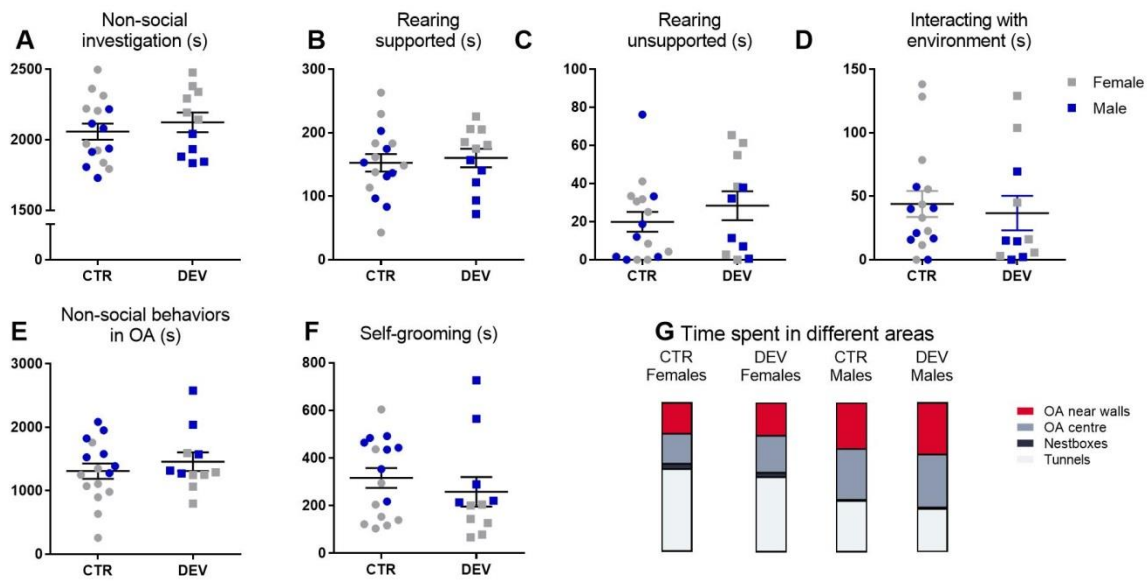 A Non-social
investigation (s)
2500
2000
1500
0
CTR DEV
B Rearing
supported (s)
300
200
100
0
CTR DEV
C Rearing
unsupported (s)
100
80
60
40
20
0
CTR DEV
D Interacting with
environment (s)
150
100
50
0
CTR DEV
Female
Male
E Non-social behaviors
in OA (s)
3000
2000
1000
0
CTR DEV
F Self-grooming (s)
800
600
400
200
0
CTR DEV
G Time spent in different areas
CTR DEV CTR DEV
Females Females Males Males
OA near walls
OA centre
Nestboxes
Tunnels